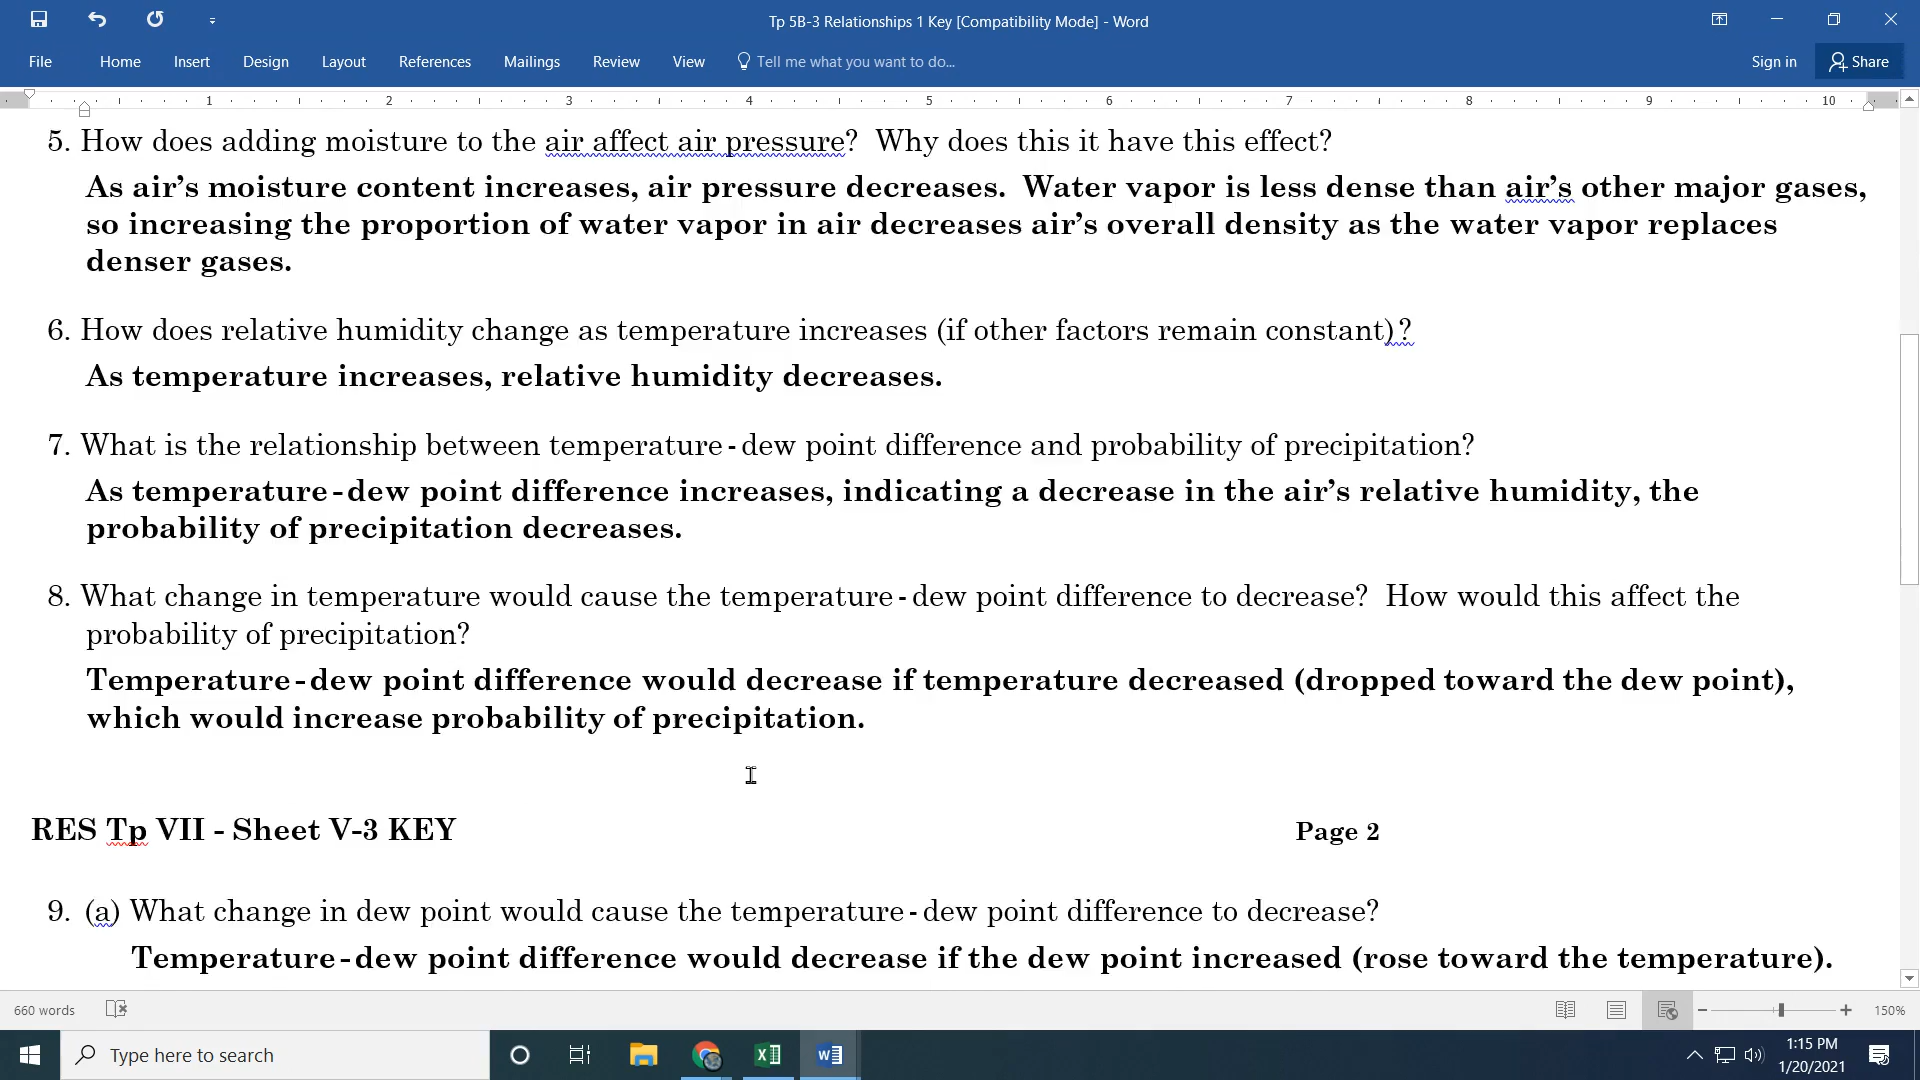 Tp 5B-3 Relationships 1 Key [Compatibility Mode] - Word
File Home Insert Design Layout References Mailings Review View Tell me what you want to do... Sign in Share
1 2 3 4 5 6 7 8 9 10
5. How does adding moisture to the air affect air pressure?  Why does this it have this effect?
As air’s moisture content increases, air pressure decreases.  Water vapor is less dense than air’s other major gases,
so increasing the proportion of water vapor in air decreases air’s overall density as the water vapor replaces
denser gases.
6. How does relative humidity change as temperature increases (if other factors remain constant)?
As temperature increases, relative humidity decreases.
7. What is the relationship between temperature-dew point difference and probability of precipitation?
As temperature-dew point difference increases, indicating a decrease in the air’s relative humidity, the
probability of precipitation decreases.
8. What change in temperature would cause the temperature-dew point difference to decrease?  How would this affect the
probability of precipitation?
Temperature-dew point difference would decrease if temperature decreased (dropped toward the dew point),
which would increase probability of precipitation.
RES Tp VII - Sheet V-3 KEY Page 2
9. (a) What change in dew point would cause the temperature-dew point difference to decrease?
Temperature-dew point difference would decrease if the dew point increased (rose toward the temperature).
660 words 150%
Type here to search
1:15 PM
1/20/2021